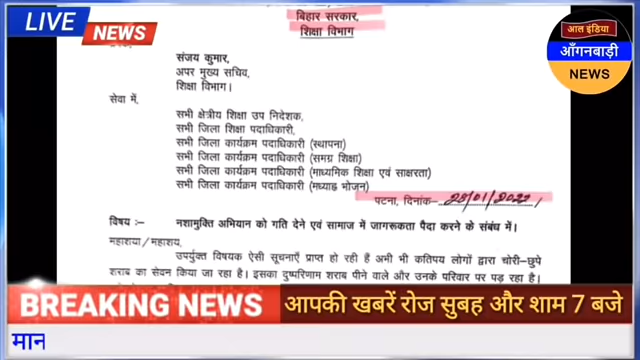 LIVE
NEWS
बिहार सरकार,
शिक्षा विभाग
आल इंडिया
आँगनबाड़ी
NEWS
संजय कुमार,
अपर मुख्य सचिव,
शिक्षा विभाग।
सेवा में,
सभी क्षेत्रीय शिक्षा उप निदेशक,
सभी जिला शिक्षा पदाधिकारी,
सभी जिला कार्यक्रम पदाधिकारी (स्थापना)
सभी जिला कार्यक्रम पदाधिकारी (समग्र शिक्षा)
सभी जिला कार्यक्रम पदाधिकारी (माध्यमिक शिक्षा एवं साक्षरता)
सभी जिला कार्यक्रम पदाधिकारी (मध्याह्न भोजन)
पटना, दिनांक– 28/01/2022 ।
विषय :– नशामुक्ति अभियान को गति देने एवं सामाज में जागरूकता पैदा करने के संबंध में।
महाशया/महाशय,
उपर्युक्त विषयक ऐसी सूचनाएँ प्राप्त हो रही हैं अभी भी कतिपय लोगों द्वारा चोरी-छुपे
शराब का सेवन किया जा रहा है। इसका दुष्परिणाम शराब पीने वाले और उनके परिवार पर पड़ रहा है।
BREAKING NEWS
आपकी खबरें रोज सुबह और शाम 7 बजे
मान